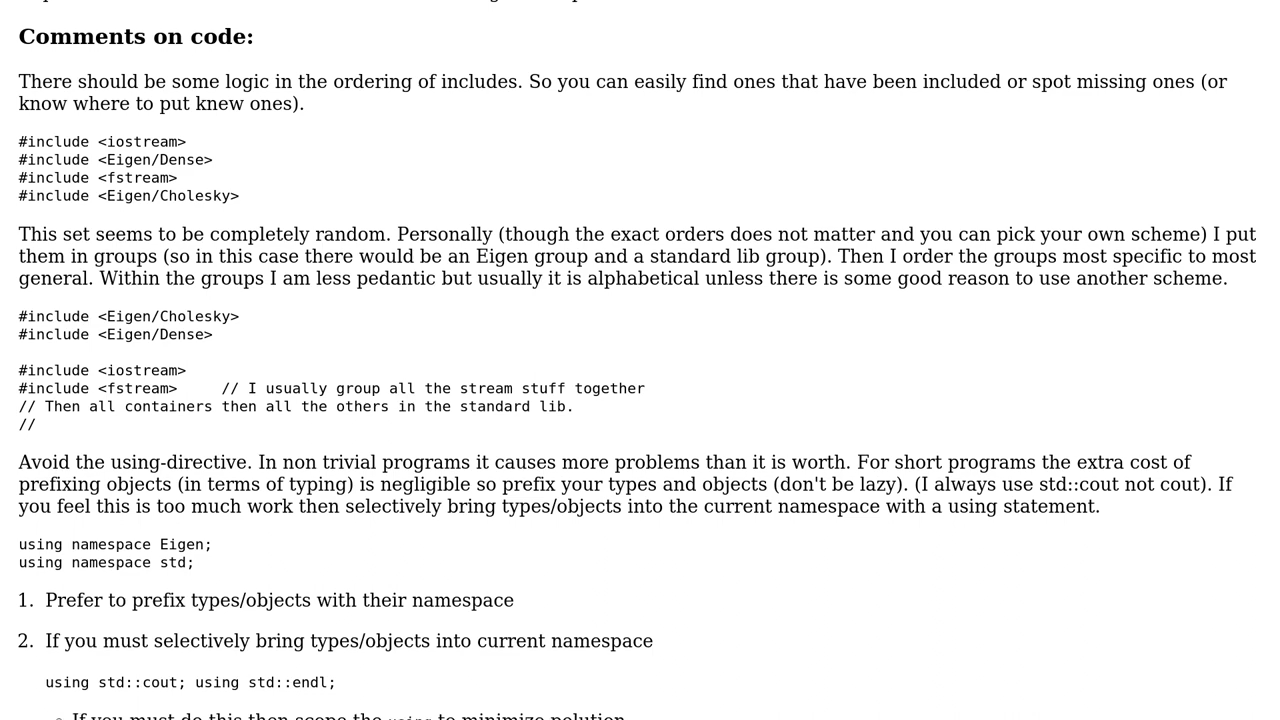 Comments on code:
There should be some logic in the ordering of includes. So you can easily find ones that have been included or spot missing ones (or
know where to put knew ones).
#include <iostream>
#include <Eigen/Dense>
#include <fstream>
#include <Eigen/Cholesky>
This set seems to be completely random. Personally (though the exact orders does not matter and you can pick your own scheme) I put
them in groups (so in this case there would be an Eigen group and a standard lib group). Then I order the groups most specific to most
general. Within the groups I am less pedantic but usually it is alphabetical unless there is some good reason to use another scheme.
#include <Eigen/Cholesky>
#include <Eigen/Dense>
#include <iostream>
#include <fstream>     // I usually group all the stream stuff together
// Then all containers then all the others in the standard lib.
//
Avoid the using-directive. In non trivial programs it causes more problems than it is worth. For short programs the extra cost of
prefixing objects (in terms of typing) is negligible so prefix your types and objects (don't be lazy). (I always use std::cout not cout). If
you feel this is too much work then selectively bring types/objects into the current namespace with a using statement.
using namespace Eigen;
using namespace std;
1. Prefer to prefix types/objects with their namespace
2. If you must selectively bring types/objects into current namespace
using std::cout; using std::endl;
◦ If you must do this then scope the using to minimize polution